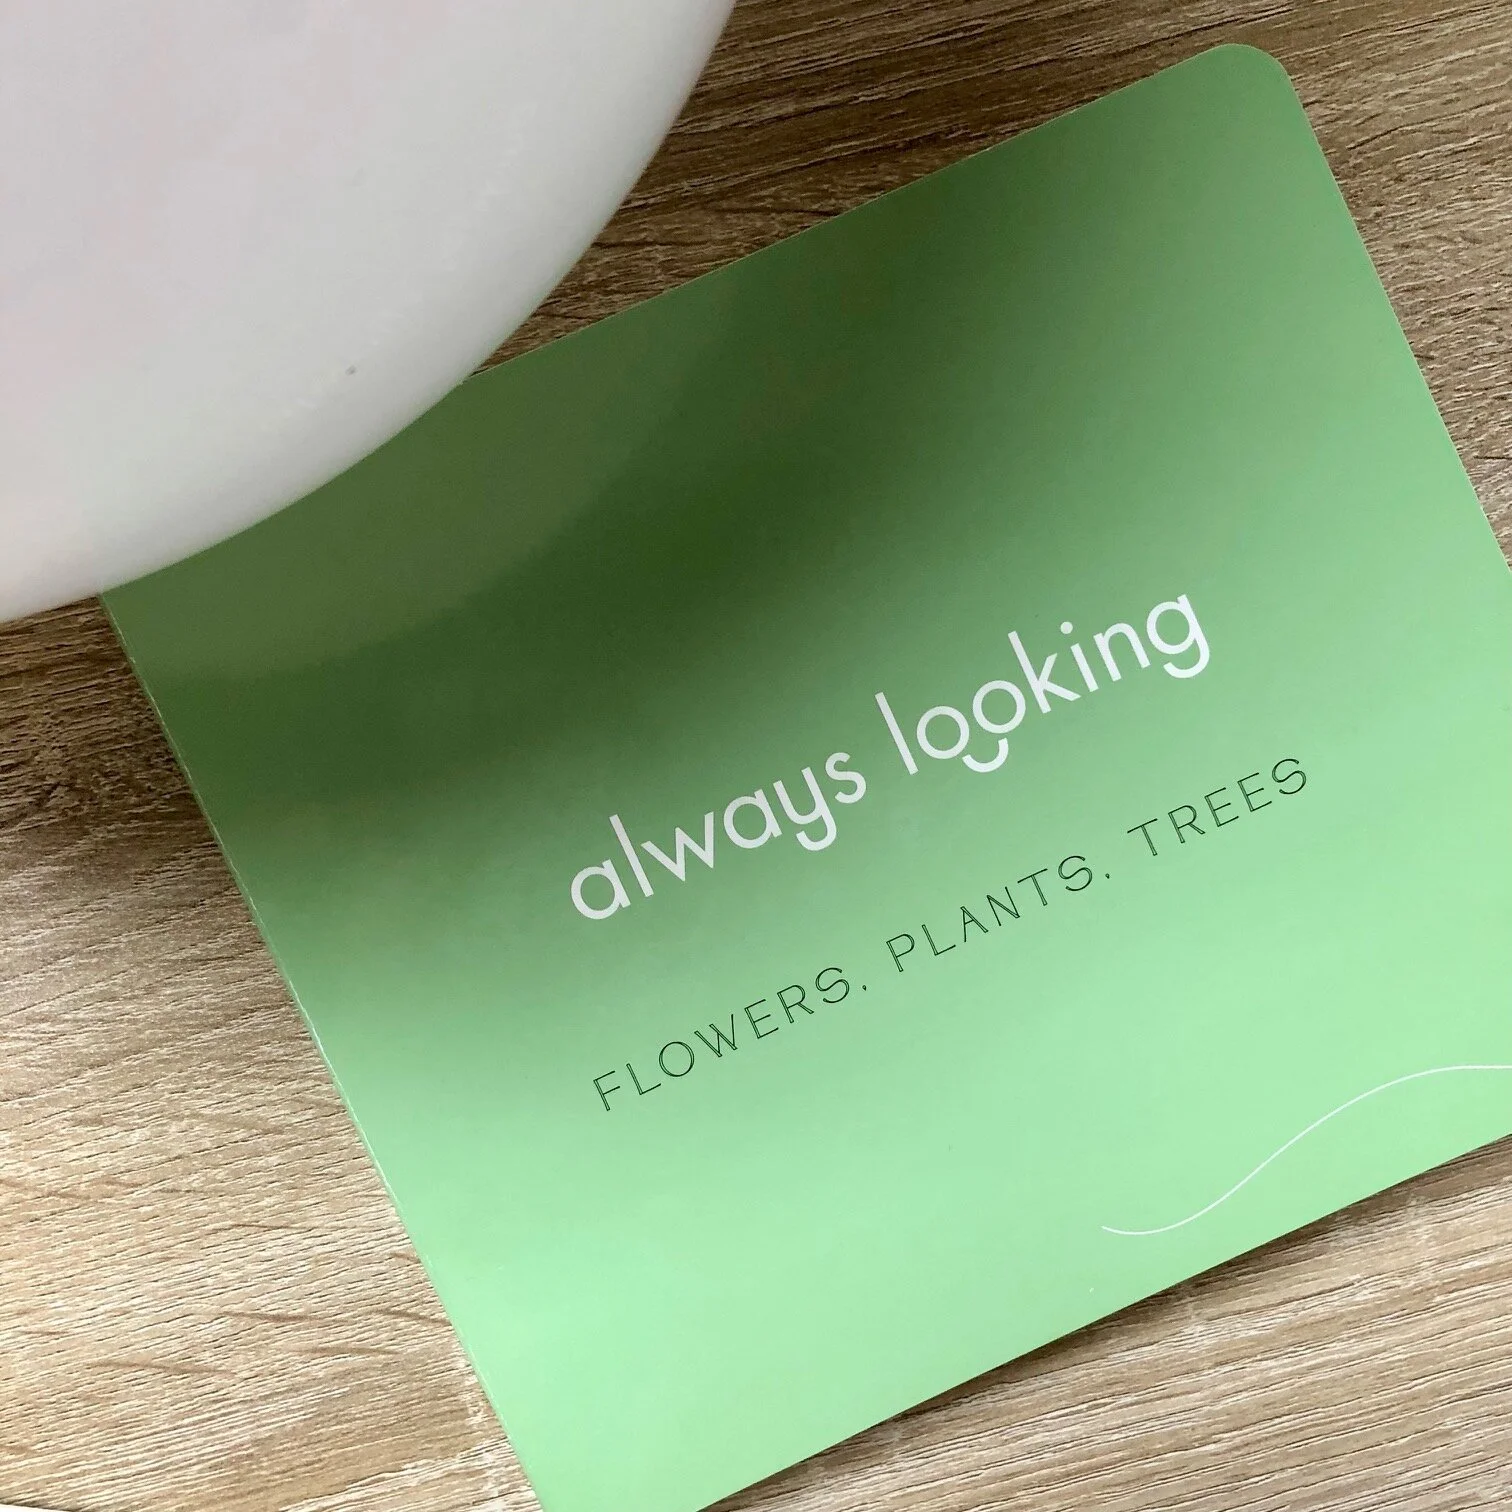 always looking
FLOWERS, PLANTS, TREES